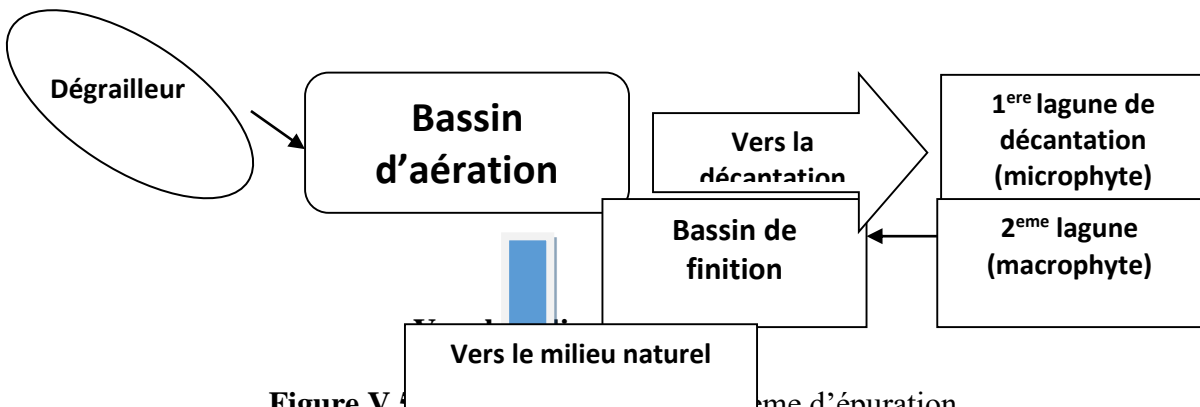 Dégrailleur
Bassin
d'aération
Vers la
décantation
1ere lagune de
décantation
(microphyte)
Bassin de
finition
2eme lagune
(macrophyte)
Vers le milieu naturel
Figure V
d'épuration